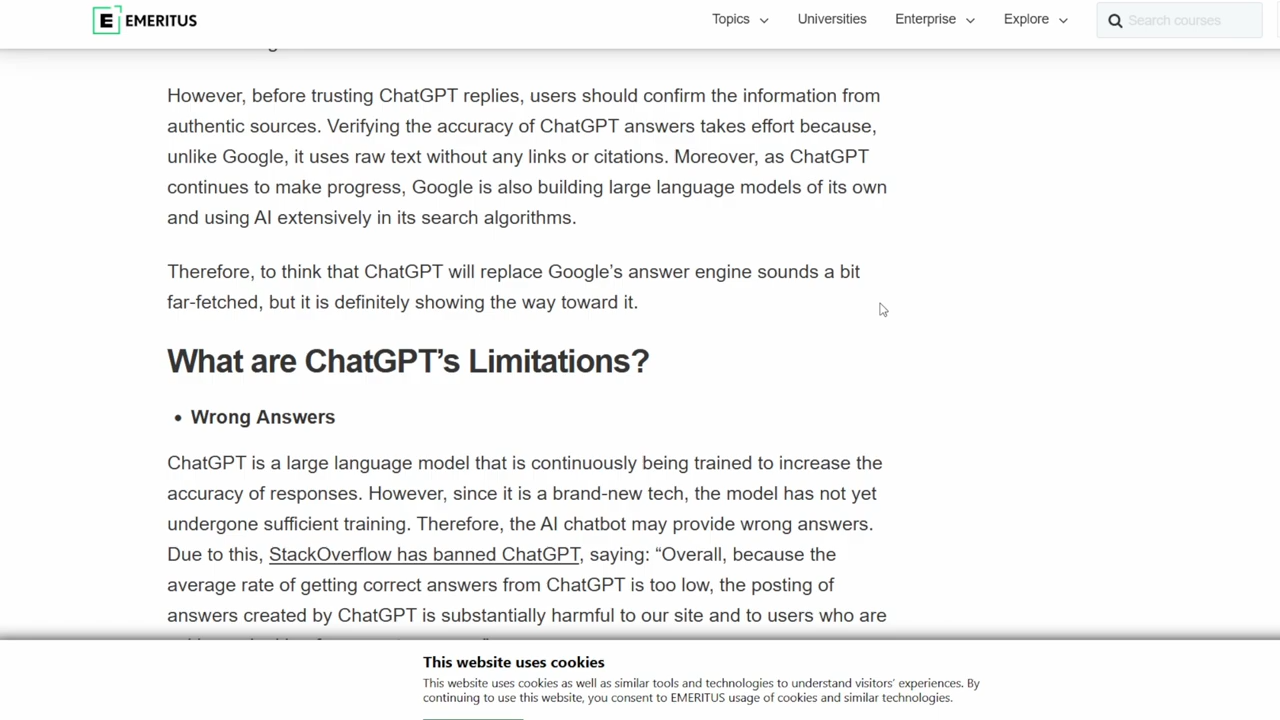 EMERITUS
Topics
Universities
Enterprise
Explore
Search courses
However, before trusting ChatGPT replies, users should confirm the information from
authentic sources. Verifying the accuracy of ChatGPT answers takes effort because,
unlike Google, it uses raw text without any links or citations. Moreover, as ChatGPT
continues to make progress, Google is also building large language models of its own
and using AI extensively in its search algorithms.
Therefore, to think that ChatGPT will replace Google’s answer engine sounds a bit
far-fetched, but it is definitely showing the way toward it.
What are ChatGPT’s Limitations?
• Wrong Answers
ChatGPT is a large language model that is continuously being trained to increase the
accuracy of responses. However, since it is a brand-new tech, the model has not yet
undergone sufficient training. Therefore, the AI chatbot may provide wrong answers.
Due to this, StackOverflow has banned ChatGPT, saying: “Overall, because the
average rate of getting correct answers from ChatGPT is too low, the posting of
answers created by ChatGPT is substantially harmful to our site and to users who are
This website uses cookies
This website uses cookies as well as similar tools and technologies to understand visitors’ experiences. By
continuing to use this website, you consent to EMERITUS usage of cookies and similar technologies.